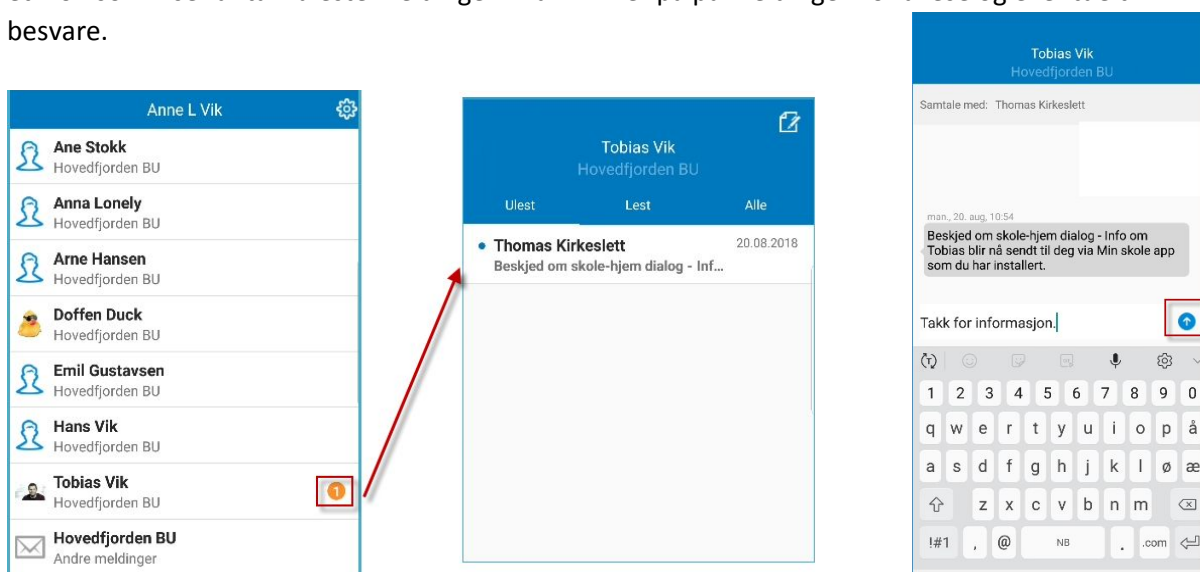 besvare.
Anne L Vik
Ane Stokk
Hovedfjorden BU
Anna Lonely
Hovedfjorden BU
Arne Hansen
Hovedfjorden BU
Doffen Duck
Hovedfjorden BU
Emil Gustavsen
Hovedfjorden BU
Hans Vik
Hovedfjorden BU
Tobias Vik
1
Hovedfjorden BU
Hovedfjorden BU
Andre meldinger
Tobias Vik
Hovedfjorden BU
Ulest Lest Alle
Thomas Kirkeslett 20.08.2018
Beskjed om skole-hjem dialog - Inf...
Tobias Vik
Hovedfjorden BU
Samtale med: Thomas Kirkeslett
man., 20. aug, 10:54
Beskjed om skole-hjem dialog - Info om
Tobias blir nå sendt til deg via Min skole app
som du har installert.
Takk for informasjon.
1 2 3 4 5 6 7 8 9 0
q w e r t y u i o p å
a s d f g h j k l ø æ
z x c v b n m
!#1 , @ NB . .com